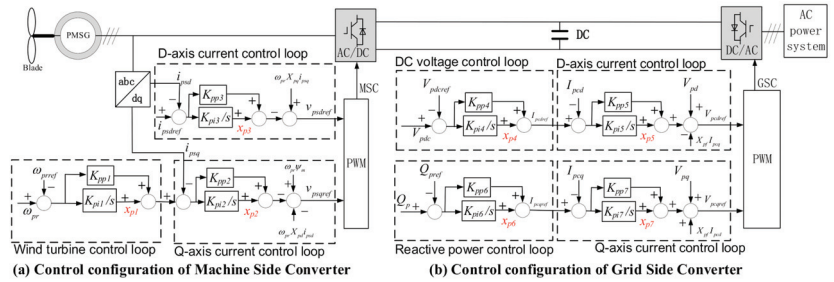 PMSG
Blade
AC/DC
DC
DC/AC
AC
power
system
abc
dq
MSC
GSC
D-axis current control loop
i_psd
i_psdref
K_pp3
K_pi3/s
x_p3
ω_pr X_pq i_psq
v_psdref
PWM
ω_prref
ω_pr
K_pp1
K_pi1/s
x_p1
i_psq
K_pp2
K_pi2/s
x_p2
ω_pr ψ_m
v_psqref
ω_pr X_pd i_psd
Wind turbine control loop
Q-axis current control loop
(a) Control configuration of Machine Side Converter
DC voltage control loop
V_pdcref
V_pdc
K_pp4
K_pi4/s
x_p4
I_pcdref
D-axis current control loop
I_pcd
K_pp5
K_pi5/s
x_p5
V_pd
V_pcdref
X_pf I_pcq
PWM
Q_pref
Q_p
K_pp6
K_pi6/s
x_p6
I_pcqref
I_pcq
K_pp7
K_pi7/s
x_p7
V_pq
V_pcqref
X_pf I_pcd
Reactive power control loop
Q-axis current control loop
(b) Control configuration of Grid Side Converter